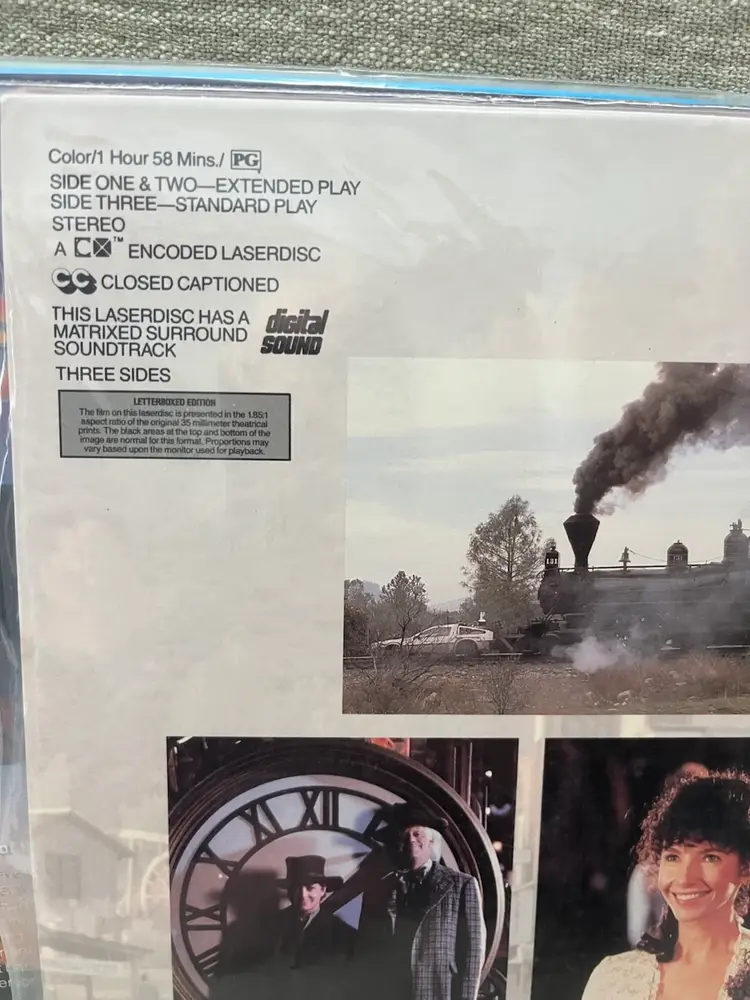 Color/1 Hour 58 Mins./ PG
SIDE ONE & TWO—EXTENDED PLAY
SIDE THREE—STANDARD PLAY
STEREO
A CX™ ENCODED LASERDISC
CC CLOSED CAPTIONED
THIS LASERDISC HAS A
MATRIXED SURROUND
SOUNDTRACK
digital
SOUND
THREE SIDES
LETTERBOXED EDITION
The film on this laserdisc is presented in the 1.85:1
aspect ratio of the original 35 millimeter theatrical
prints. The black areas at the top and bottom of the
image are normal for this format. Proportions may
vary based upon the monitor used for playback.
131
XII
XI
X
IX